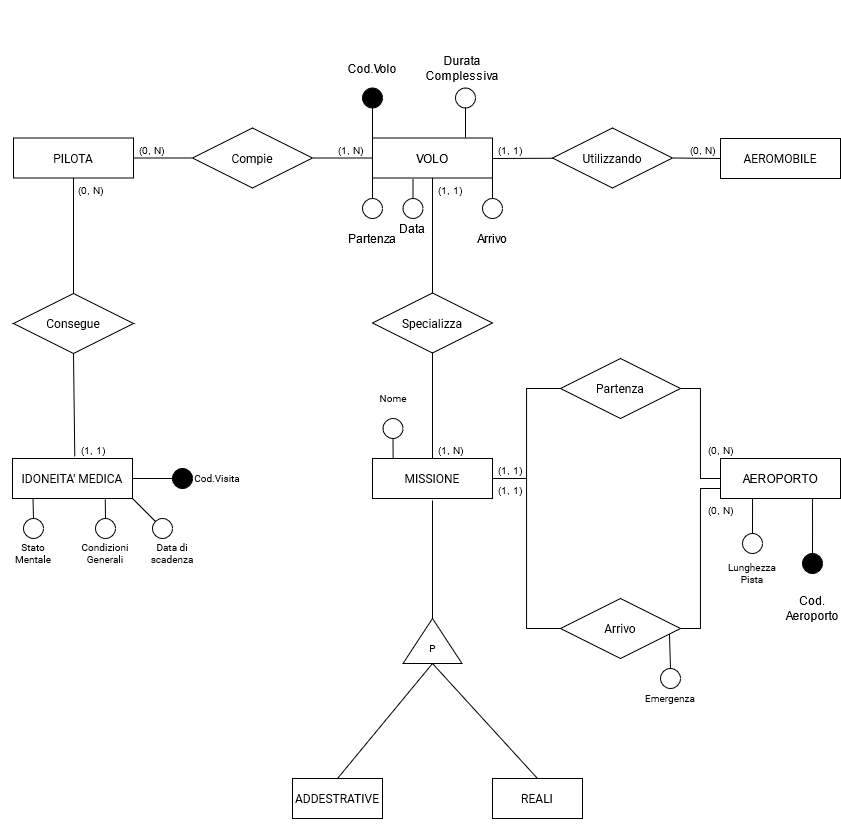 Durata
Cod.Volo
Complessiva
PILOTA
(0, N)
Compie
(1, N)
VOLO
(1, 1)
Utilizzando
(0, N)
AEROMOBILE
(0, N)
(1, 1)
Partenza
Data
Arrivo
Consegue
Specializza
Partenza
Nome
(1, 1)
(1, N)
(0, N)
IDONEITA' MEDICA
Cod.Visita
MISSIONE
(1, 1)
(1, 1)
AEROPORTO
(0, N)
Stato
Mentale
Condizioni
Generali
Data di
scadenza
Lunghezza
Pista
Cod.
Aeroporto
Arrivo
P
Emergenza
ADDESTRATIVE
REALI